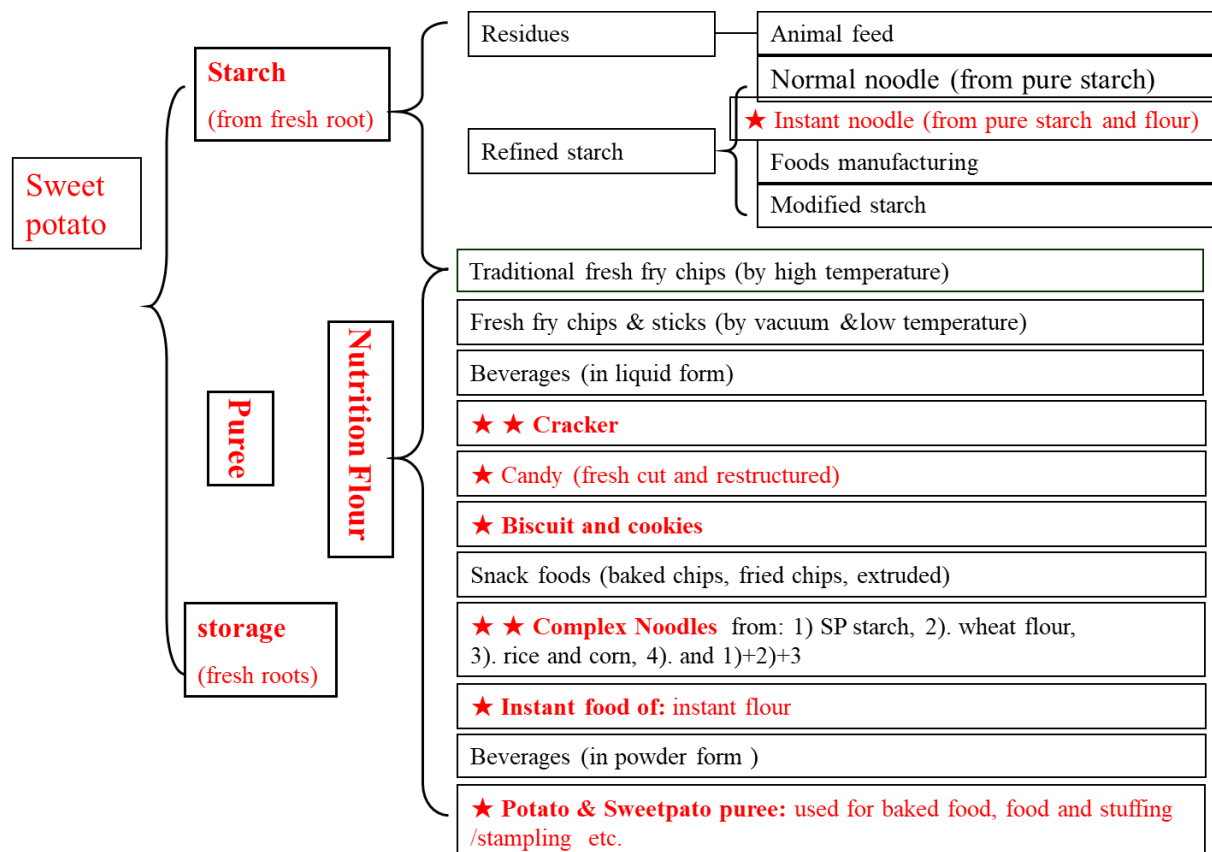 Sweet
potato
Starch
(from fresh root)
Puree
storage
(fresh roots)
Nutrition Flour
Residues
Animal feed
Refined starch
Normal noodle (from pure starch)
★ Instant noodle (from pure starch and flour)
Foods manufacturing
Modified starch
Traditional fresh fry chips (by high temperature)
Fresh fry chips & sticks (by vacuum &low temperature)
Beverages (in liquid form)
★ ★ Cracker
★ Candy (fresh cut and restructured)
★ Biscuit and cookies
Snack foods (baked chips, fried chips, extruded)
★ ★ Complex Noodles from: 1) SP starch, 2). wheat flour,
3). rice and corn, 4). and 1)+2)+3
★ Instant food of: instant flour
Beverages (in powder form )
★ Potato & Sweetpato puree: used for baked food, food and stuffing
/stampling etc.